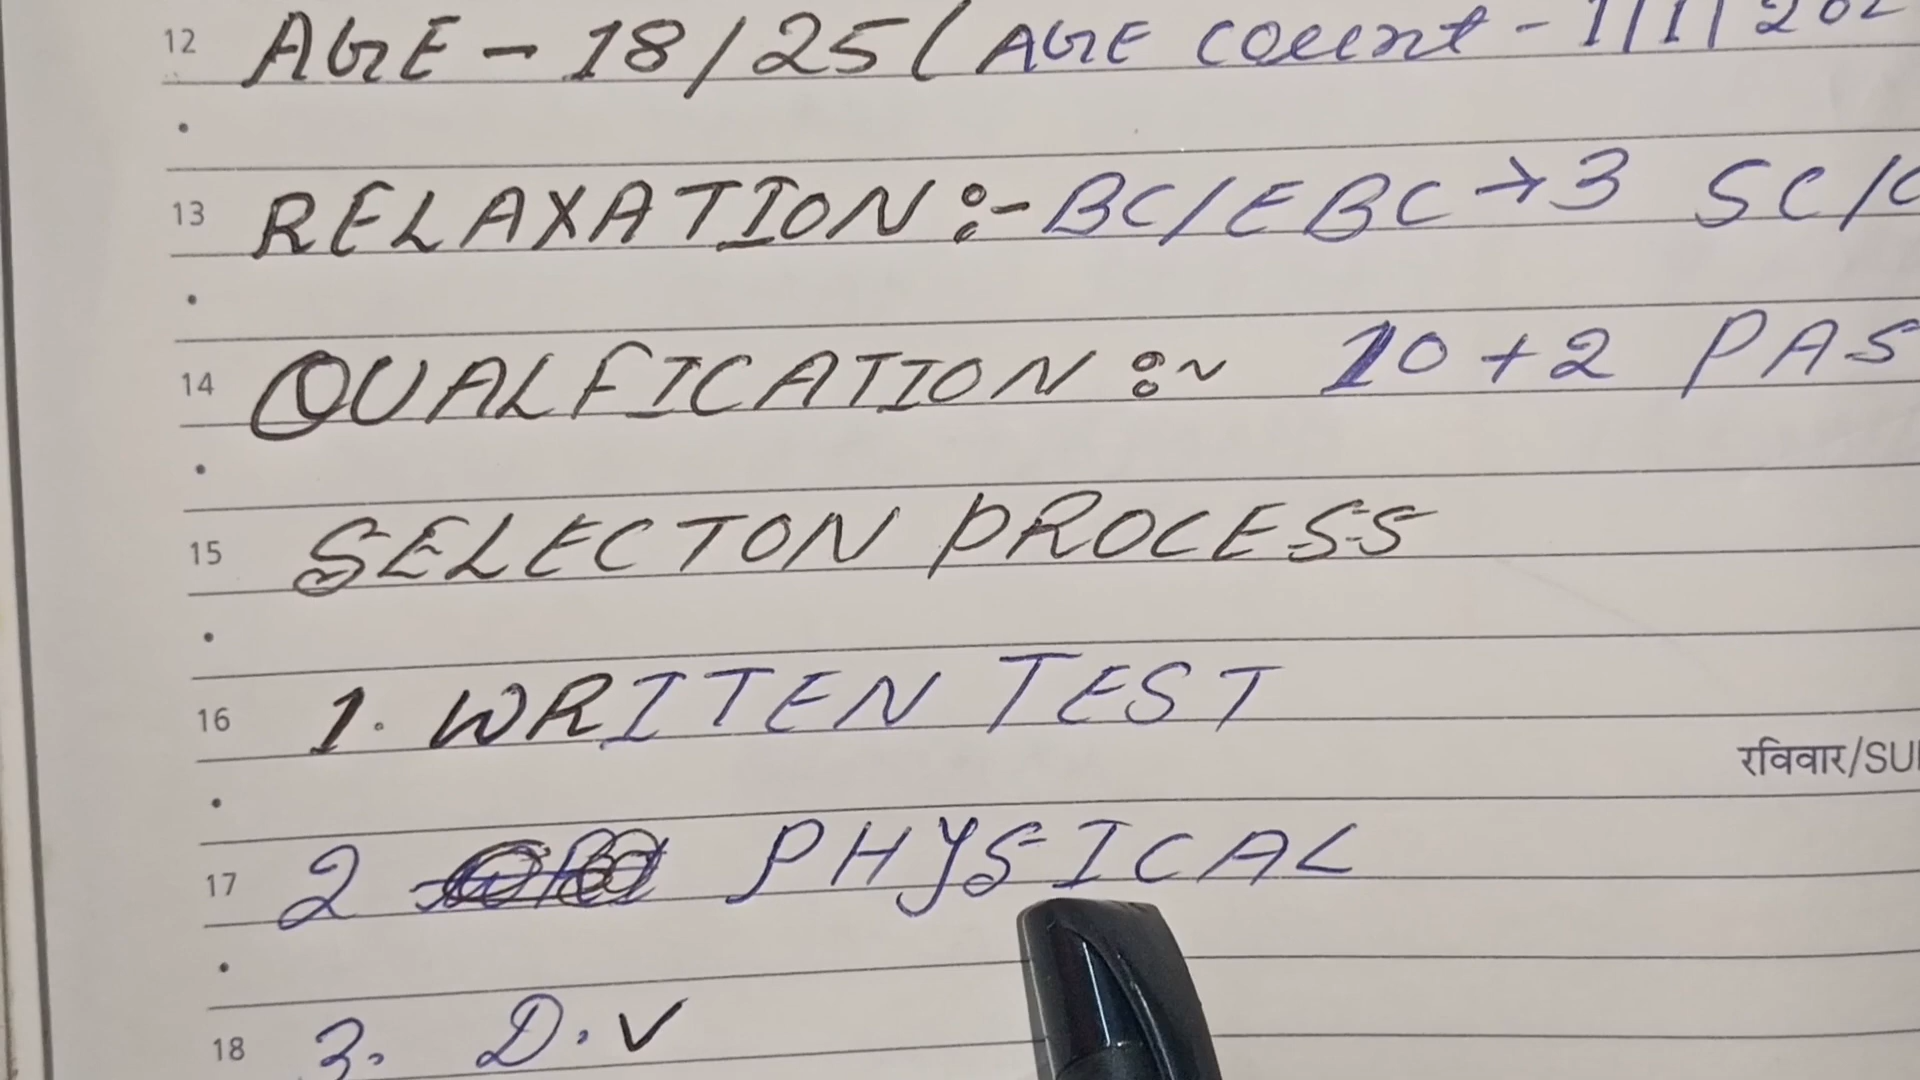 12 AGE - 18/25 (AGE count - 1/1/202
13 RELAXATION :- BC/EBC → 3 SC/
14 QUALFICATION :~ 10+2 PAS
15 SELECTON PROCESS
16 1. WRITEN TEST
रविवार/SU
17 2 PHYSICAL
18 3. D.V